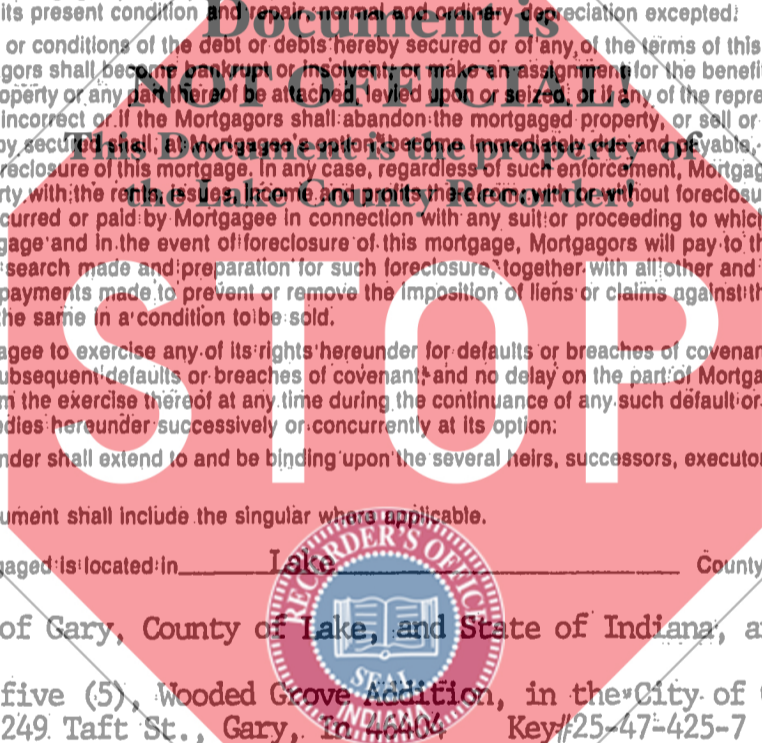 its present condition and repair, normal and ordinary depreciation excepted.
Document is
or conditions of the debt or debts hereby secured or of any of the terms of this
gors shall become bankrupt or insolvent or make an assignment for the benefi
NOT OFFICIAL!
operty or any part thereof be attached, levied upon or seized, or if any of the repre
incorrect or if the Mortgagors shall abandon the mortgaged property, or sell or
This Document is the property of
by secured shall, at Mortgagee's option, become immediately due and payable,
reclosure of this mortgage. In any case, regardless of such enforcement, Mortgag
the Lake County Recorder!
rty with the rents, issues, income and profits therefrom, with or without foreclosu
curred or paid by Mortgagee in connection with any suit or proceeding to which
gage and in the event of foreclosure of this mortgage, Mortgagors will pay to th
search made and preparation for such foreclosure, together with all other and
payments made to prevent or remove the imposition of liens or claims against th
he same in a condition to be sold.
STOP
agee to exercise any of its rights hereunder for defaults or breaches of covenan
ubsequent defaults or breaches of covenant, and no delay on the part of Mortga
n the exercise thereof at any time during the continuance of any such default or
dies hereunder successively or concurrently at its option.
nder shall extend to and be binding upon the several heirs, successors, executo
ument shall include the singular where applicable.
gaged is located in Lake County
RECORDER'S OFFICE
SEAL
INDIANA
of Gary, County of Lake, and State of Indiana, a
five (5), Wooded Grove Addition, in the City of
249 Taft St., Gary, In 46404 Key#25-47-425-7